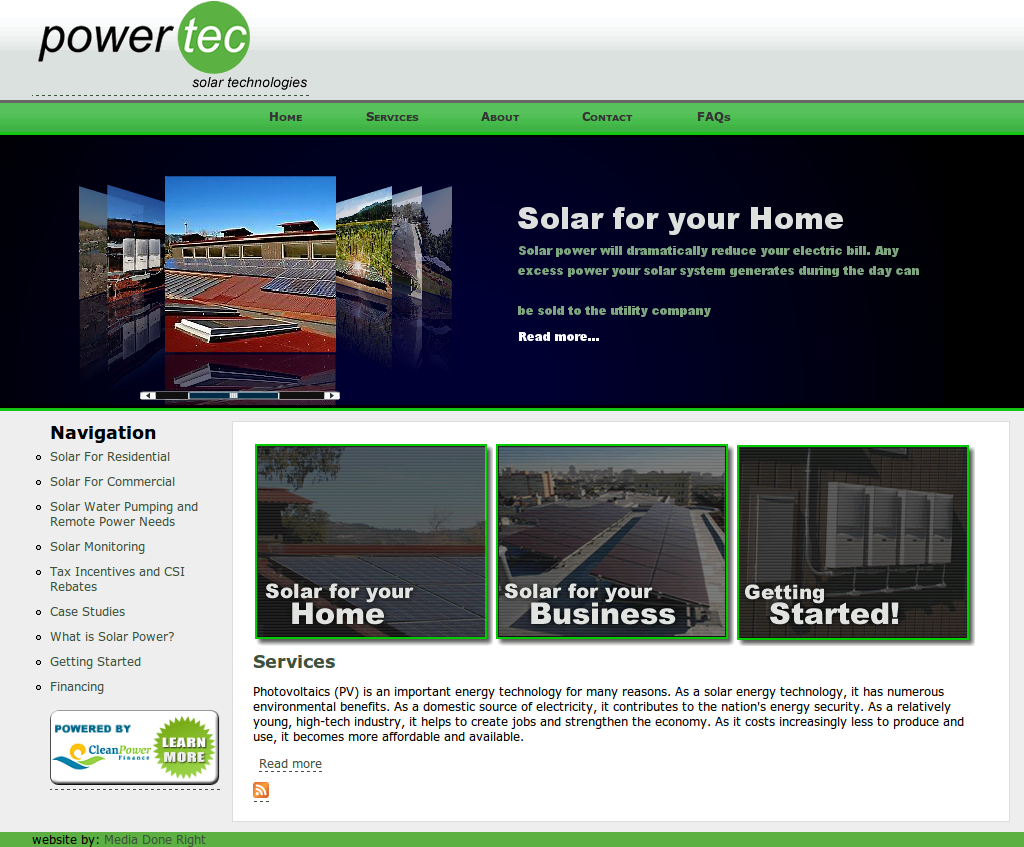 powertec
solar technologies
Home Services About Contact FAQs
Solar for your Home
Solar power will dramatically reduce your electric bill. Any
excess power your solar system generates during the day can
be sold to the utility company
Read more...
Navigation
Solar For Residential
Solar For Commercial
Solar Water Pumping and
Remote Power Needs
Solar Monitoring
Tax Incentives and CSI
Rebates
Case Studies
What is Solar Power?
Getting Started
Financing
POWERED BY
CleanPower
Finance
LEARN
MORE
Solar for your
Home
Solar for your
Business
Getting
Started!
Services
Photovoltaics (PV) is an important energy technology for many reasons. As a solar energy technology, it has numerous
environmental benefits. As a domestic source of electricity, it contributes to the nation's energy security. As a relatively
young, high-tech industry, it helps to create jobs and strengthen the economy. As it costs increasingly less to produce and
use, it becomes more affordable and available.
Read more
website by: Media Done Right